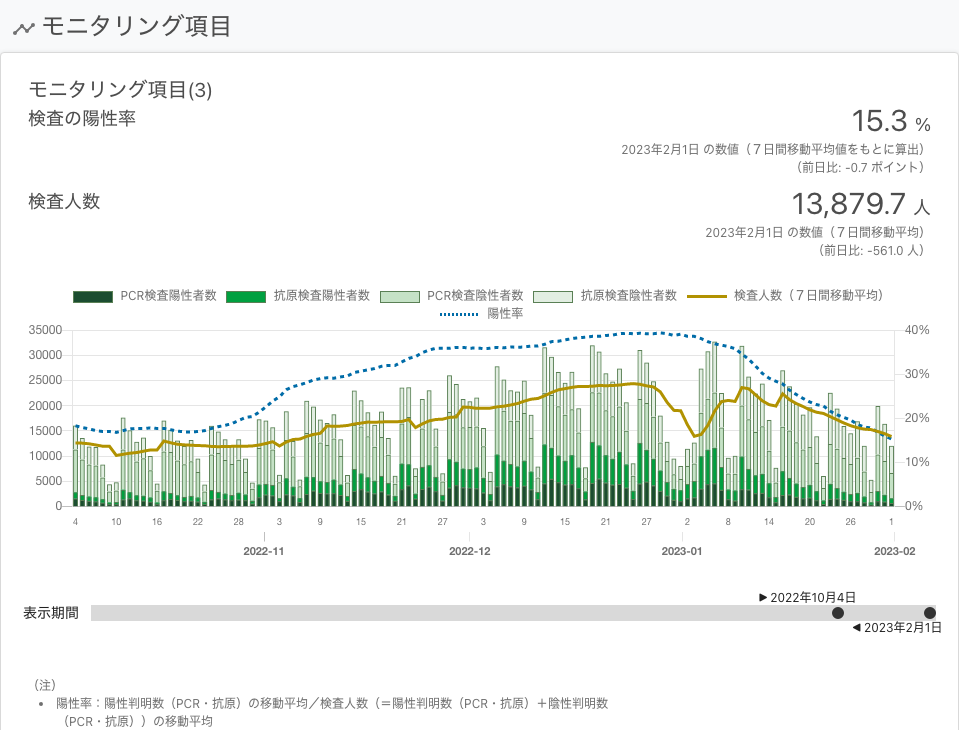 モニタリング項目
モニタリング項目(3)
検査の陽性率
15.3 %
2023年2月1日 の数値（７日間移動平均値をもとに算出）
（前日比: -0.7 ポイント）
検査人数
13,879.7 人
2023年2月1日 の数値（７日間移動平均）
（前日比: -561.0 人）
PCR検査陽性者数 抗原検査陽性者数 PCR検査陰性者数 抗原検査陰性者数 検査人数（７日間移動平均）
陽性率
35000 40%
30000
25000 30%
20000 20%
15000
10000 10%
5000
0 0%
4 10 16 22 28 3 9 15 21 27 3 9 15 21 27 2 8 14 20 26 1
2022-11 2022-12 2023-01 2023-02
▶ 2022年10月4日
表示期間
◀ 2023年2月1日
（注）
• 陽性率：陽性判明数（PCR・抗原）の移動平均／検査人数（＝陽性判明数（PCR・抗原）＋陰性判明数
（PCR・抗原））の移動平均